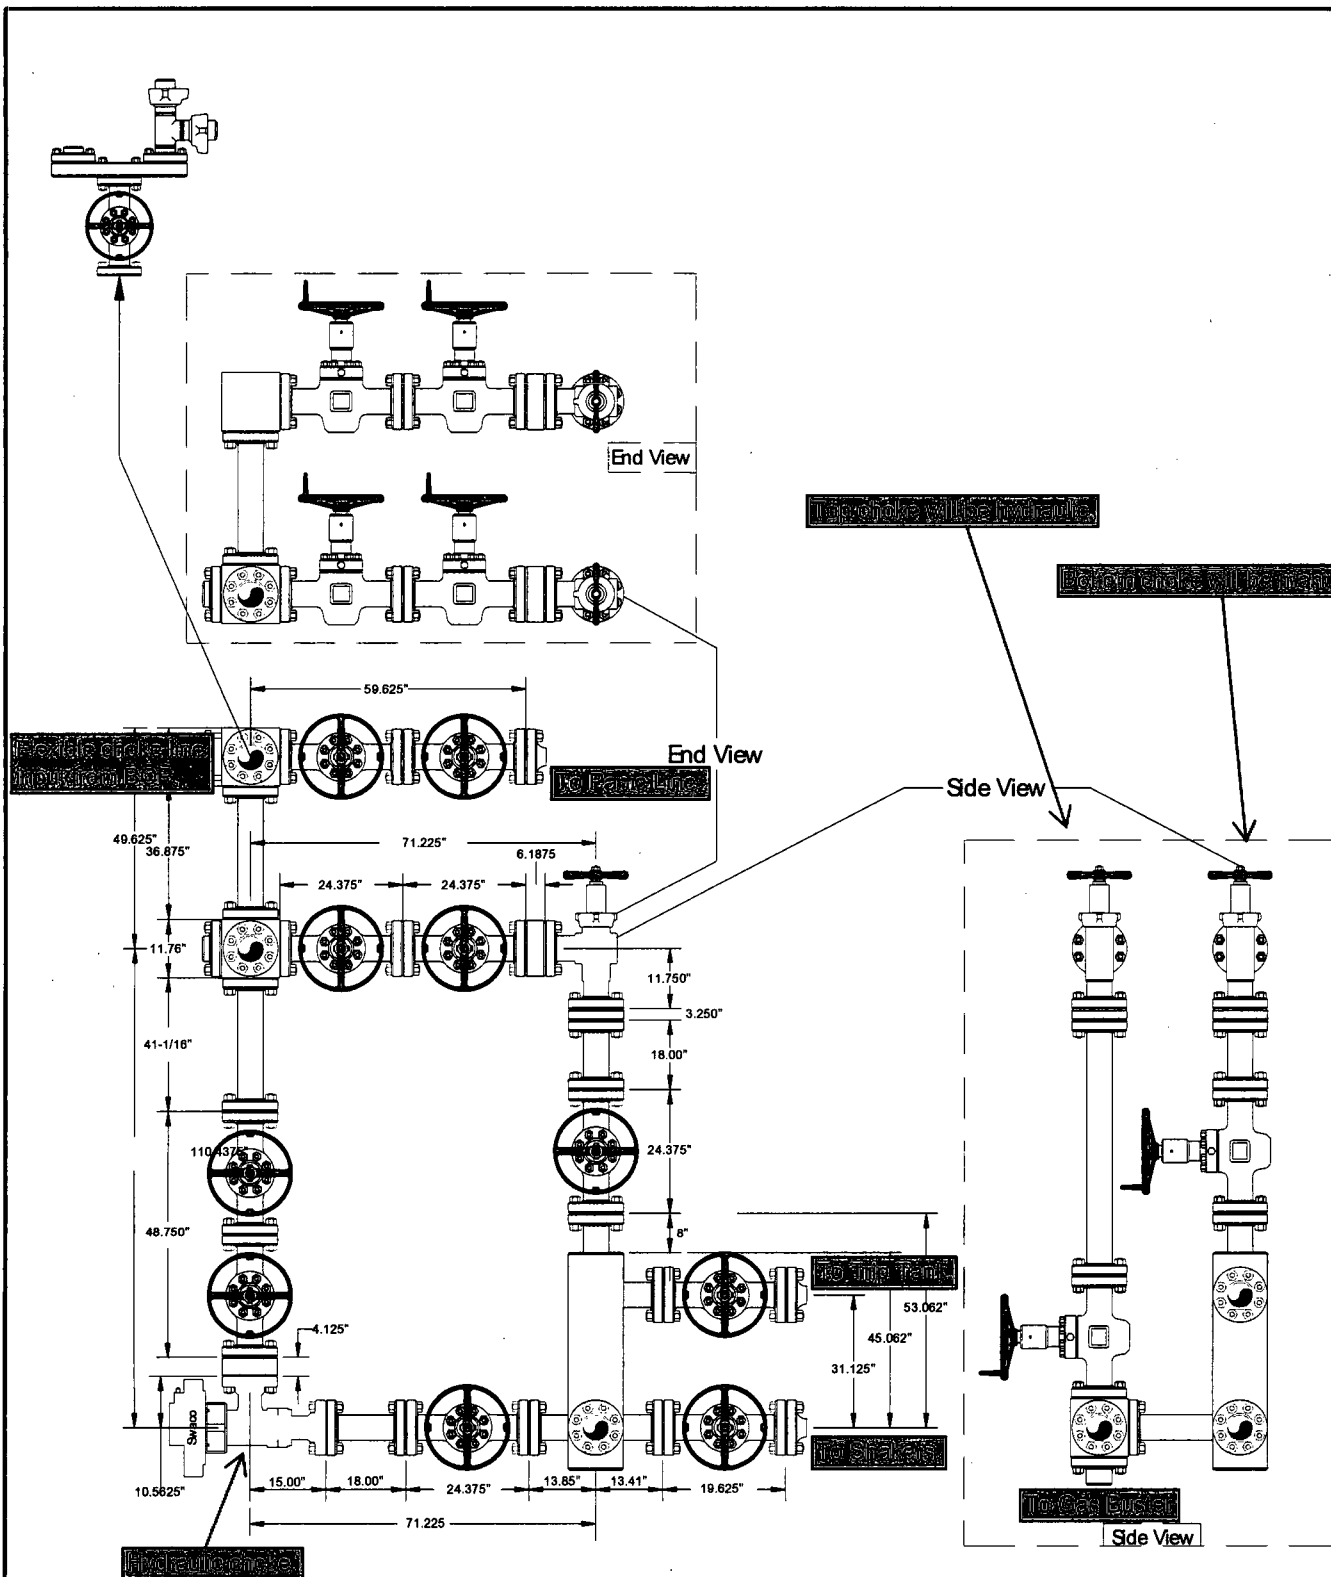 End View
Top choke will be hydraulic.
Bottom choke will be manu
59.625"
Flexible choke line
input from BOP
End View
To Panic Line
Side View
49.625"
36.875"
71.225"
6.1875
24.375"
24.375"
11.76"
11.750"
3.250"
41-1/16"
18.00"
110.4375"
24.375"
48.750"
8"
To Trip Tank
53.062"
4.125"
45.062"
31.125"
Swaco
To Shakers
10.5625"
15.00"
18.00"
24.375"
13.85"
13.41"
19.625"
To Gas Buster
71.225
Side View
Hydraulic choke